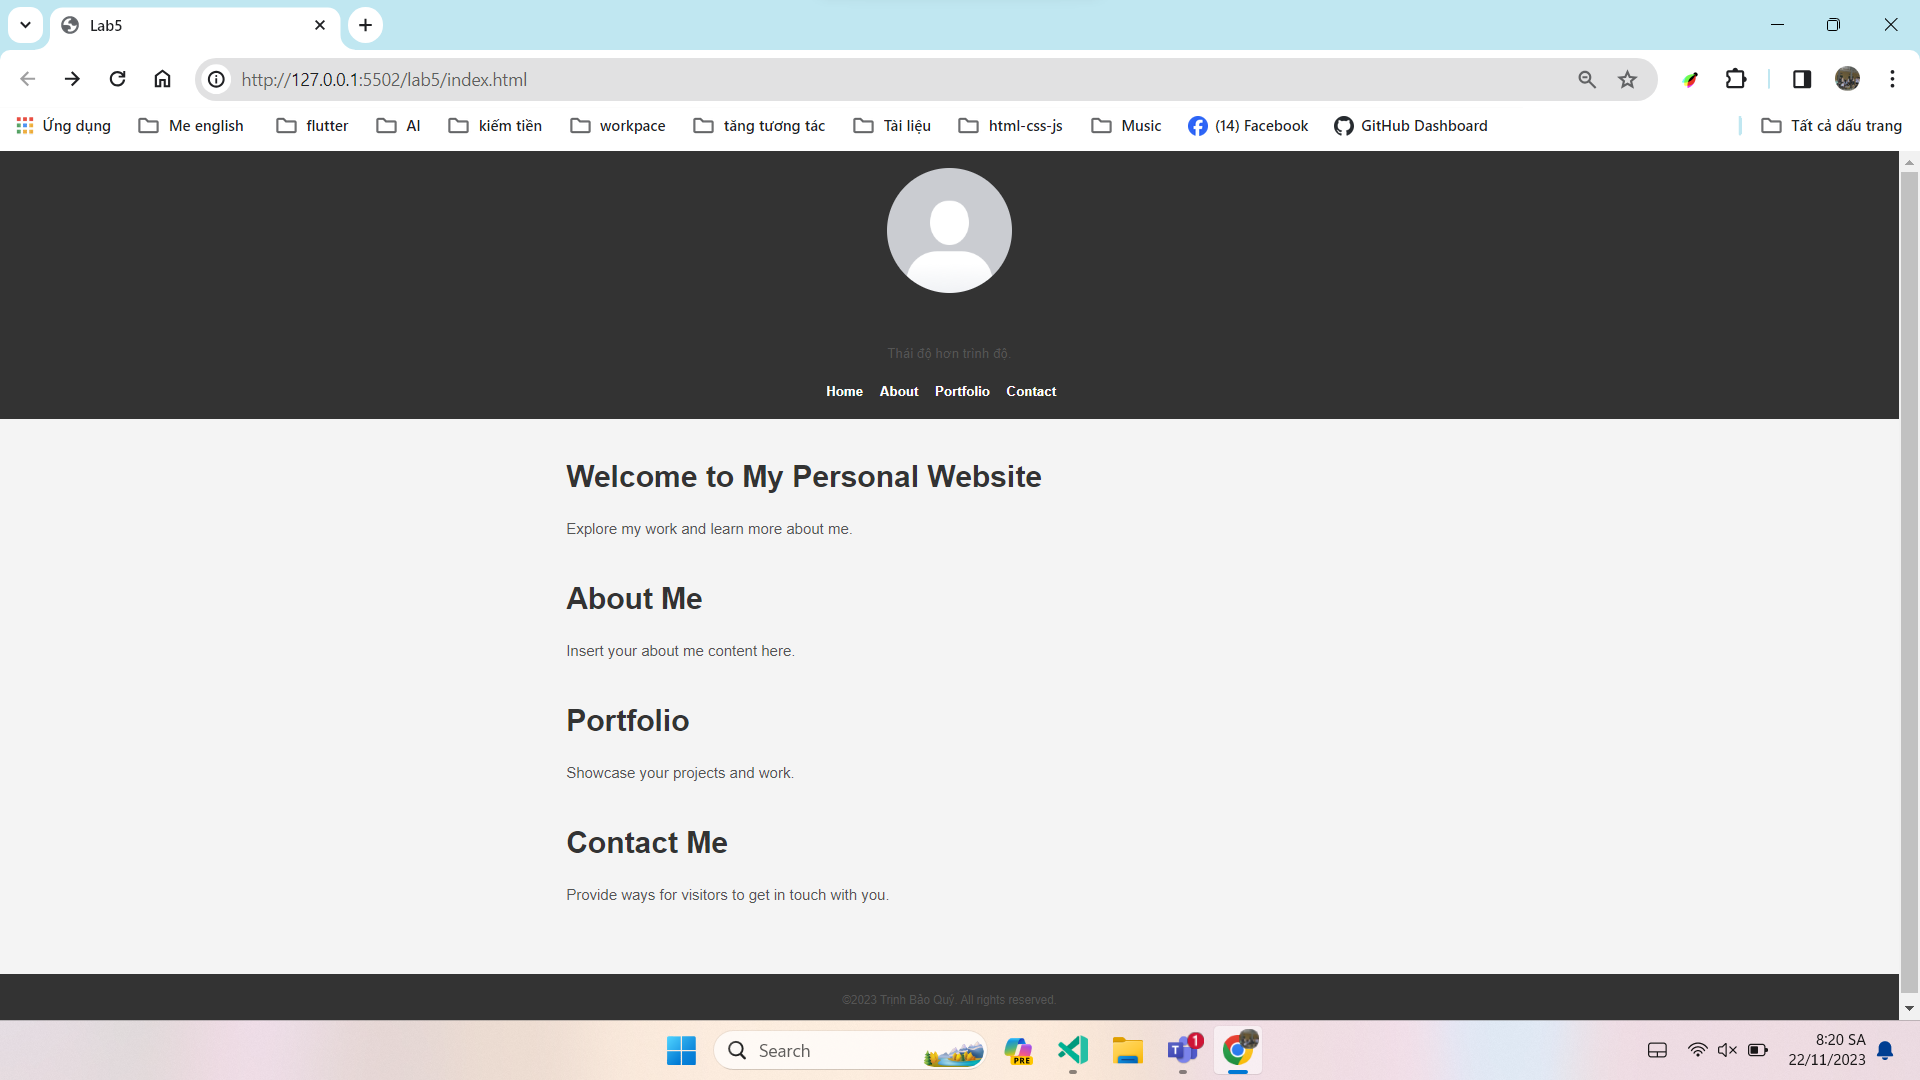 Lab5
http://127.0.0.1:5502/lab5/index.html
Ứng dụng Me english flutter AI kiếm tiền workpace tăng tương tác Tài liệu html-css-js Music (14) Facebook GitHub Dashboard Tất cả dấu trang
Thái độ hơn trình độ.
Home About Portfolio Contact
Welcome to My Personal Website
Explore my work and learn more about me.
About Me
Insert your about me content here.
Portfolio
Showcase your projects and work.
Contact Me
Provide ways for visitors to get in touch with you.
©2023 Trịnh Bảo Quý. All rights reserved.
Search
PRE
1
8:20 SA
22/11/2023